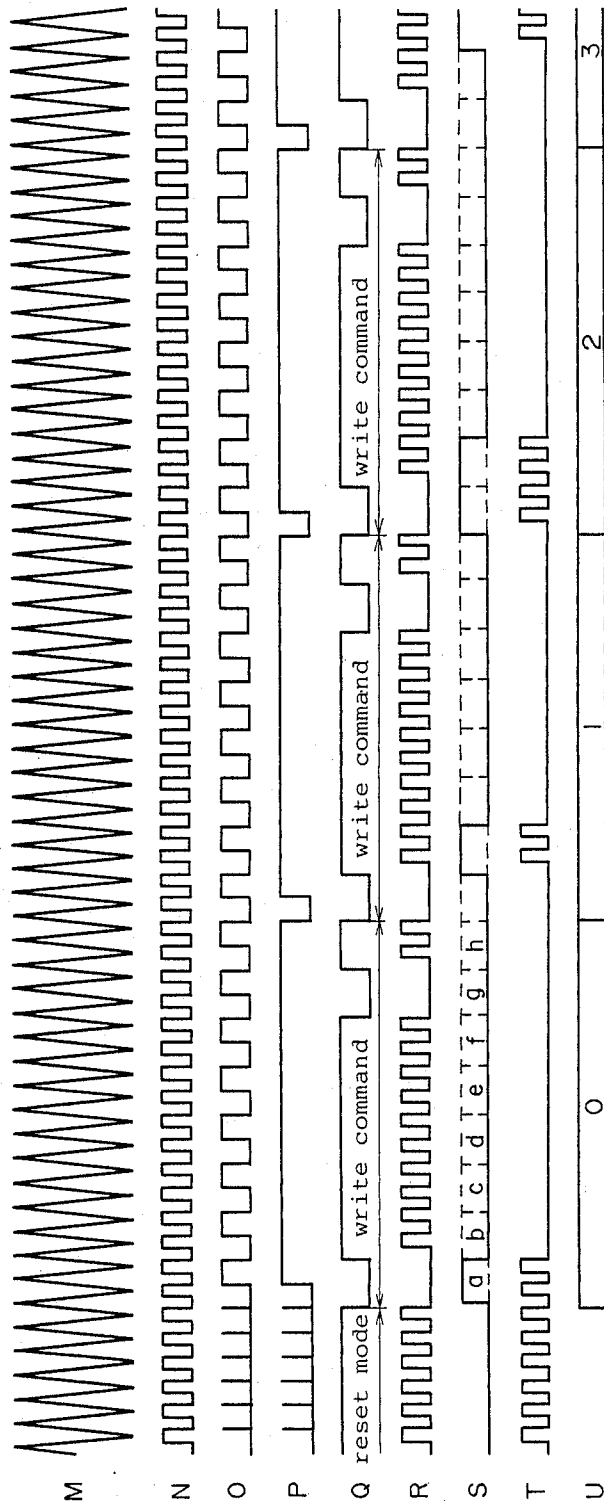 M
N
O
P
Q
reset mode
write command
write command
write command
R
S
a b c d e f g h
T
U
0
1
2
3